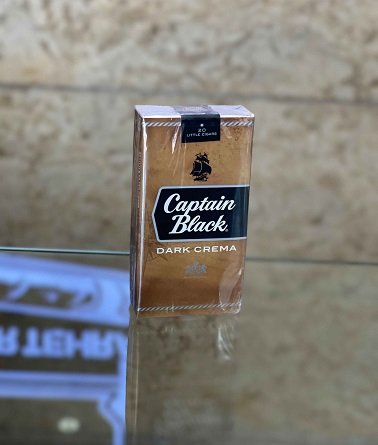 20
LITTLE CIGARS
Captain
Black
DARK CREMA